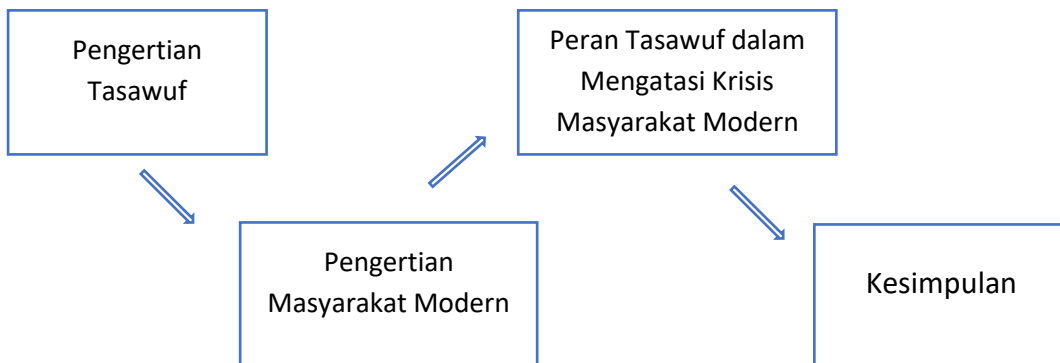 Pengertian
Tasawuf
Pengertian
Masyarakat Modern
Peran Tasawuf dalam
Mengatasi Krisis
Masyarakat Modern
Kesimpulan